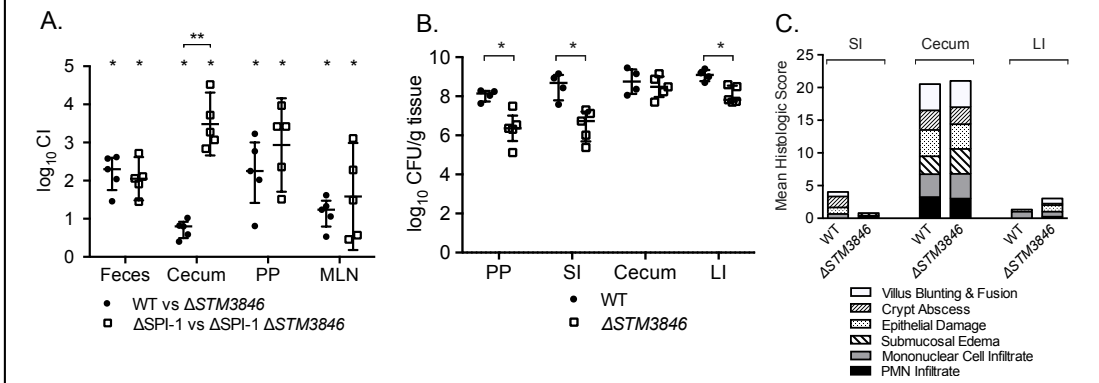 A.
**
* * * * * * * *
log10 CI
5
4
3
2
1
0
Feces Cecum PP MLN
WT vs ΔSTM3846
ΔSPI-1 vs ΔSPI-1 ΔSTM3846
B.
* * *
log10 CFU/g tissue
10
8
6
4
2
0
PP SI Cecum LI
WT
ΔSTM3846
C.
SI Cecum LI
Mean Histologic Score
25
20
15
10
5
0
WT ΔSTM3846 WT ΔSTM3846 WT ΔSTM3846
Villus Blunting & Fusion
Crypt Abscess
Epithelial Damage
Submucosal Edema
Mononuclear Cell Infiltrate
PMN Infiltrate